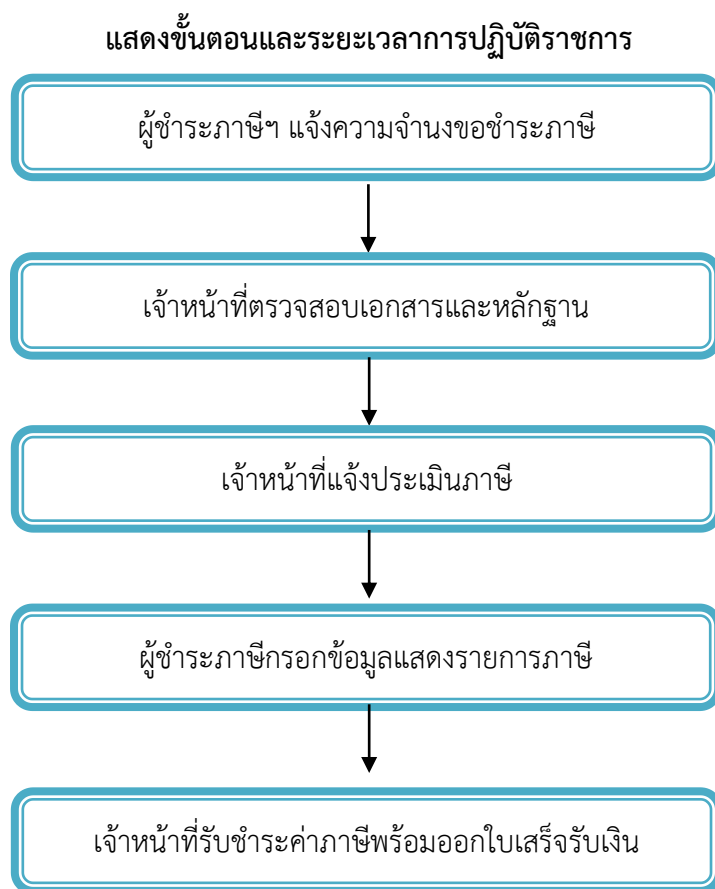 แสดงขั้นตอนและระยะเวลาการปฏิบัติราชการ
ผู้ชำระภาษีฯ แจ้งความจำนงขอชำระภาษี
เจ้าหน้าที่ตรวจสอบเอกสารและหลักฐาน
เจ้าหน้าที่แจ้งประเมินภาษี
ผู้ชำระภาษีกรอกข้อมูลแสดงรายการภาษี
เจ้าหน้าที่รับชำระค่าภาษีพร้อมออกใบเสร็จรับเงิน